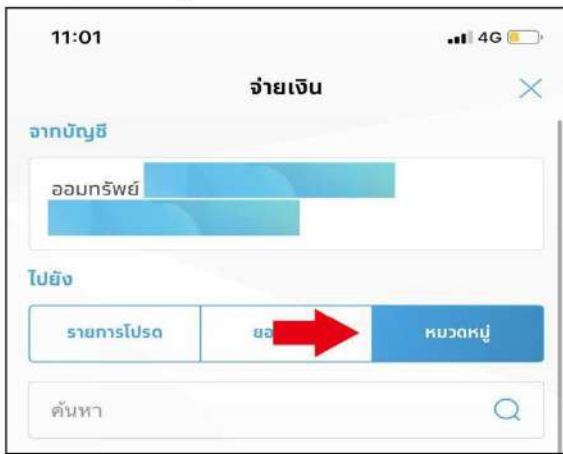 11:01 4G
จ่ายเงิน
จากบัญชี
ออมทรัพย์
ไปยัง
รายการโปรด หมวดหมู่
ค้นหา